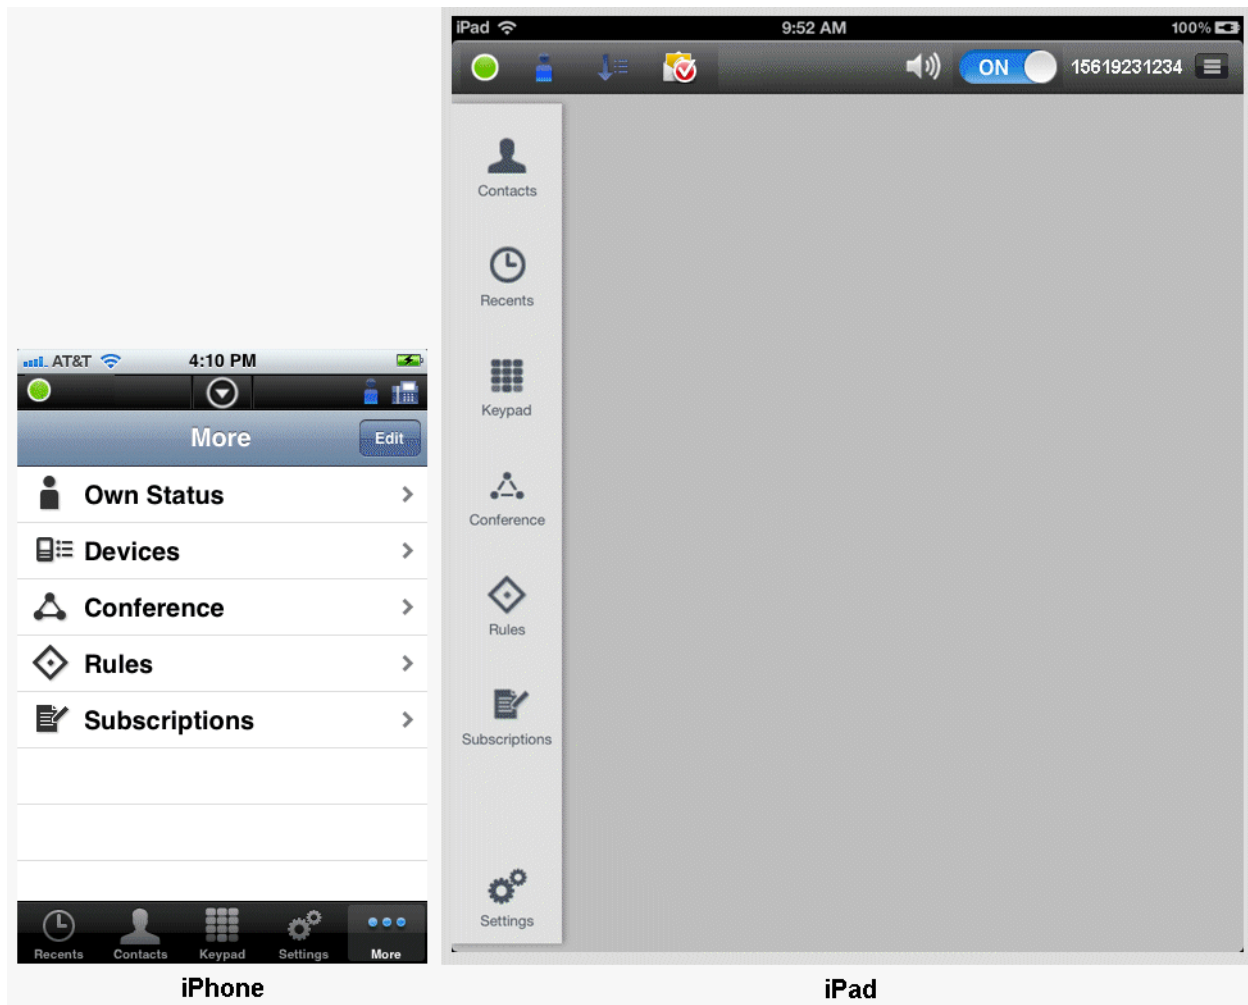 iPad 9:52 AM 100%
ON 15619231234
Contacts
Recents
Keypad
Conference
Rules
Subscriptions
Settings
AT&T 4:10 PM
More Edit
Own Status
Devices
Conference
Rules
Subscriptions
Recents Contacts Keypad Settings More
iPhone
iPad